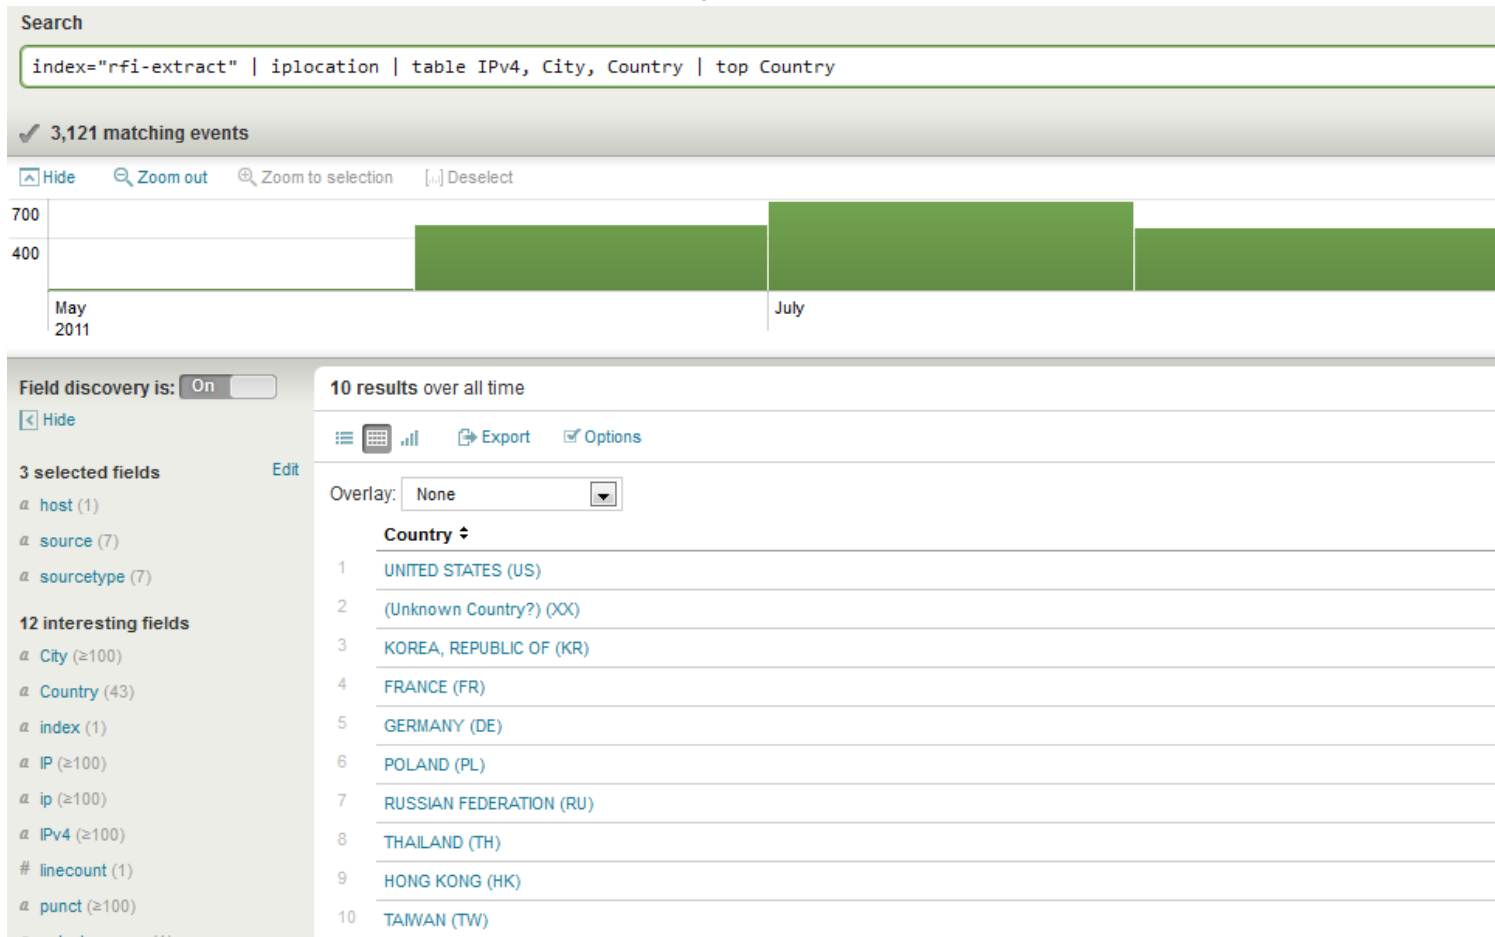 Search
index="rfi-extract" | iplocation | table IPv4, City, Country | top Country
3,121 matching events
Hide Zoom out Zoom to selection [..] Deselect
700
400
May
2011
July
Field discovery is: On
Hide
3 selected fields Edit
a host (1)
a source (7)
a sourcetype (7)
12 interesting fields
a City (≥100)
a Country (43)
a index (1)
a IP (≥100)
a ip (≥100)
a IPv4 (≥100)
# linecount (1)
a punct (≥100)
10 results over all time
Export Options
Overlay: None
Country
1 UNITED STATES (US)
2 (Unknown Country?) (XX)
3 KOREA, REPUBLIC OF (KR)
4 FRANCE (FR)
5 GERMANY (DE)
6 POLAND (PL)
7 RUSSIAN FEDERATION (RU)
8 THAILAND (TH)
9 HONG KONG (HK)
10 TAIWAN (TW)